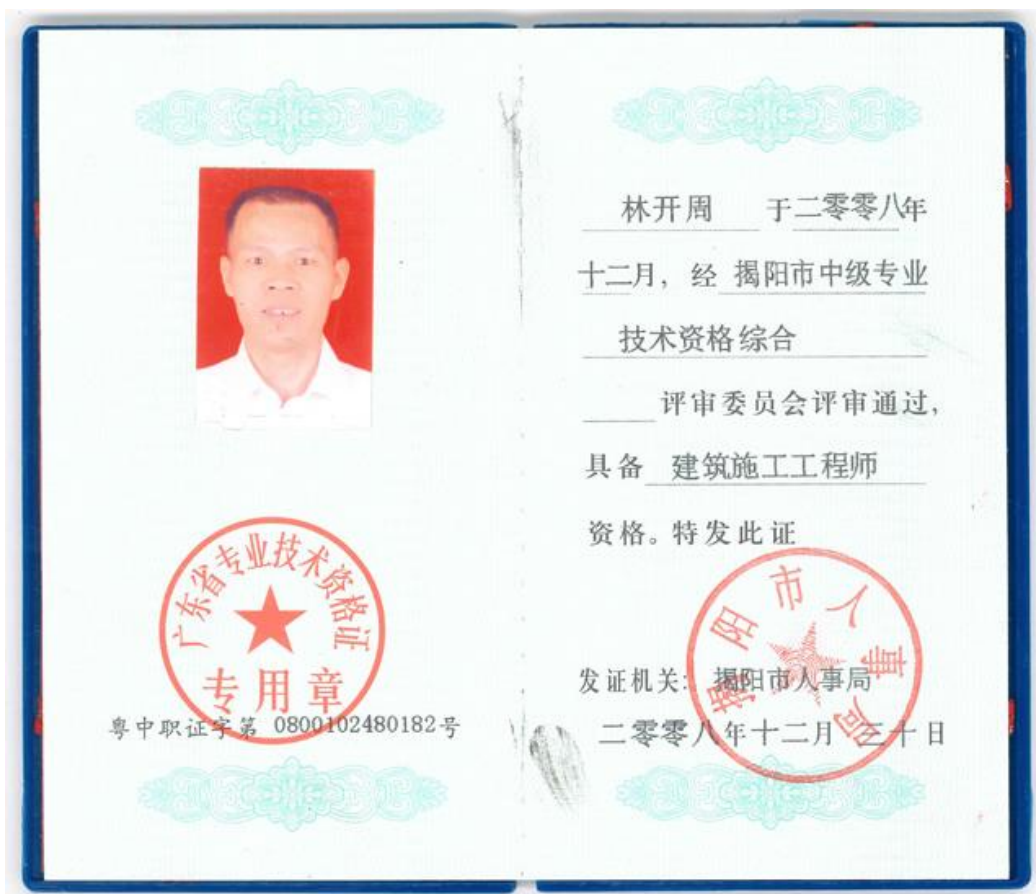 广东省专业技术资格证
专用章
粤中职证字第 0800102480182号
林开周 于二零零八年
十二月，经 揭阳市中级专业
技术资格综合
评审委员会评审通过，
具备 建筑施工工程师
资格。特发此证
揭阳市人事局
发证机关: 揭阳市人事局
二零零八年十二月 三十日